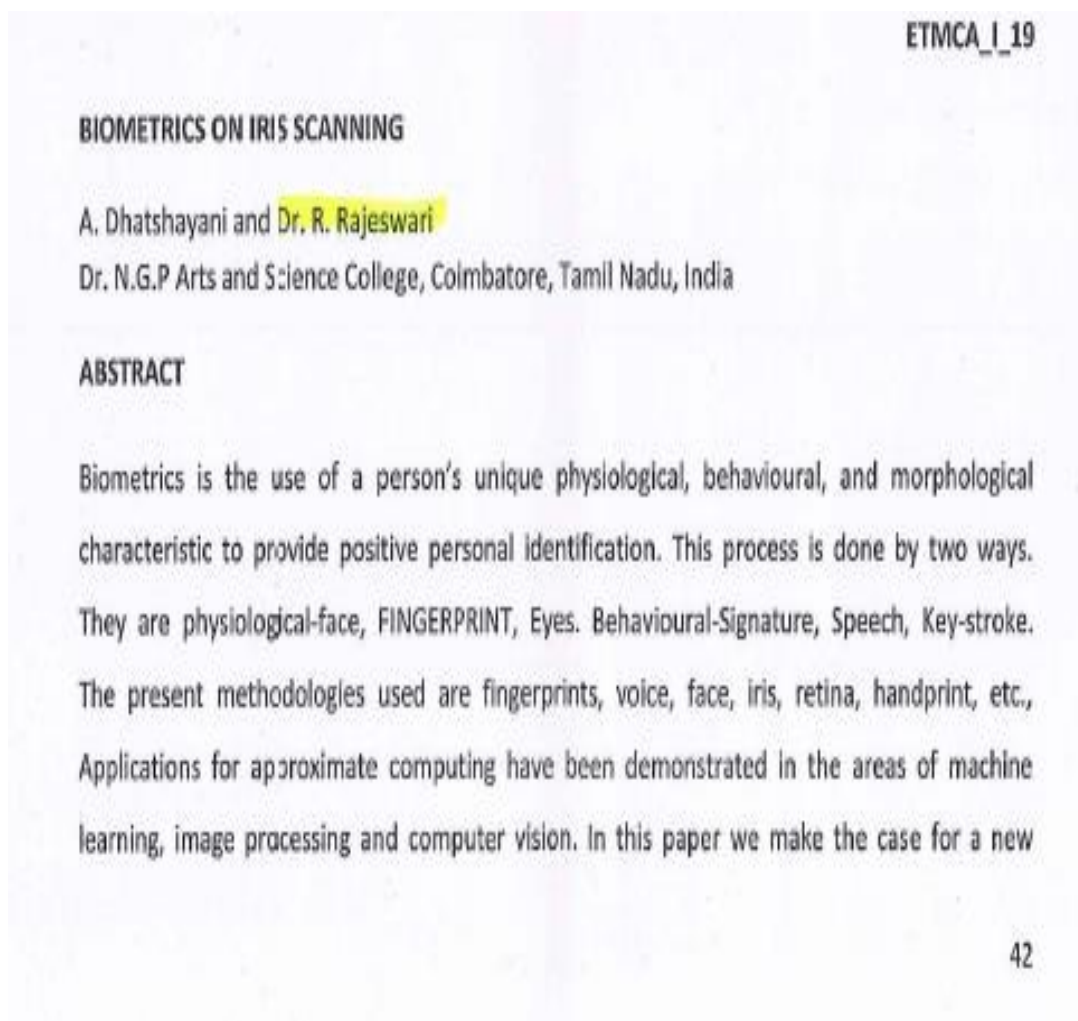 ETMCA_I_19
BIOMETRICS ON IRIS SCANNING
A. Dhatshayani and Dr. R. Rajeswari
Dr. N.G.P Arts and Science College, Coimbatore, Tamil Nadu, India
ABSTRACT
Biometrics is the use of a person's unique physiological, behavioural, and morphological
characteristic to provide positive personal identification. This process is done by two ways.
They are physiological-face, FINGERPRINT, Eyes. Behavioural-Signature, Speech, Key-stroke.
The present methodologies used are fingerprints, voice, face, iris, retina, handprint, etc.,
Applications for approximate computing have been demonstrated in the areas of machine
learning, image processing and computer vision. In this paper we make the case for a new
42